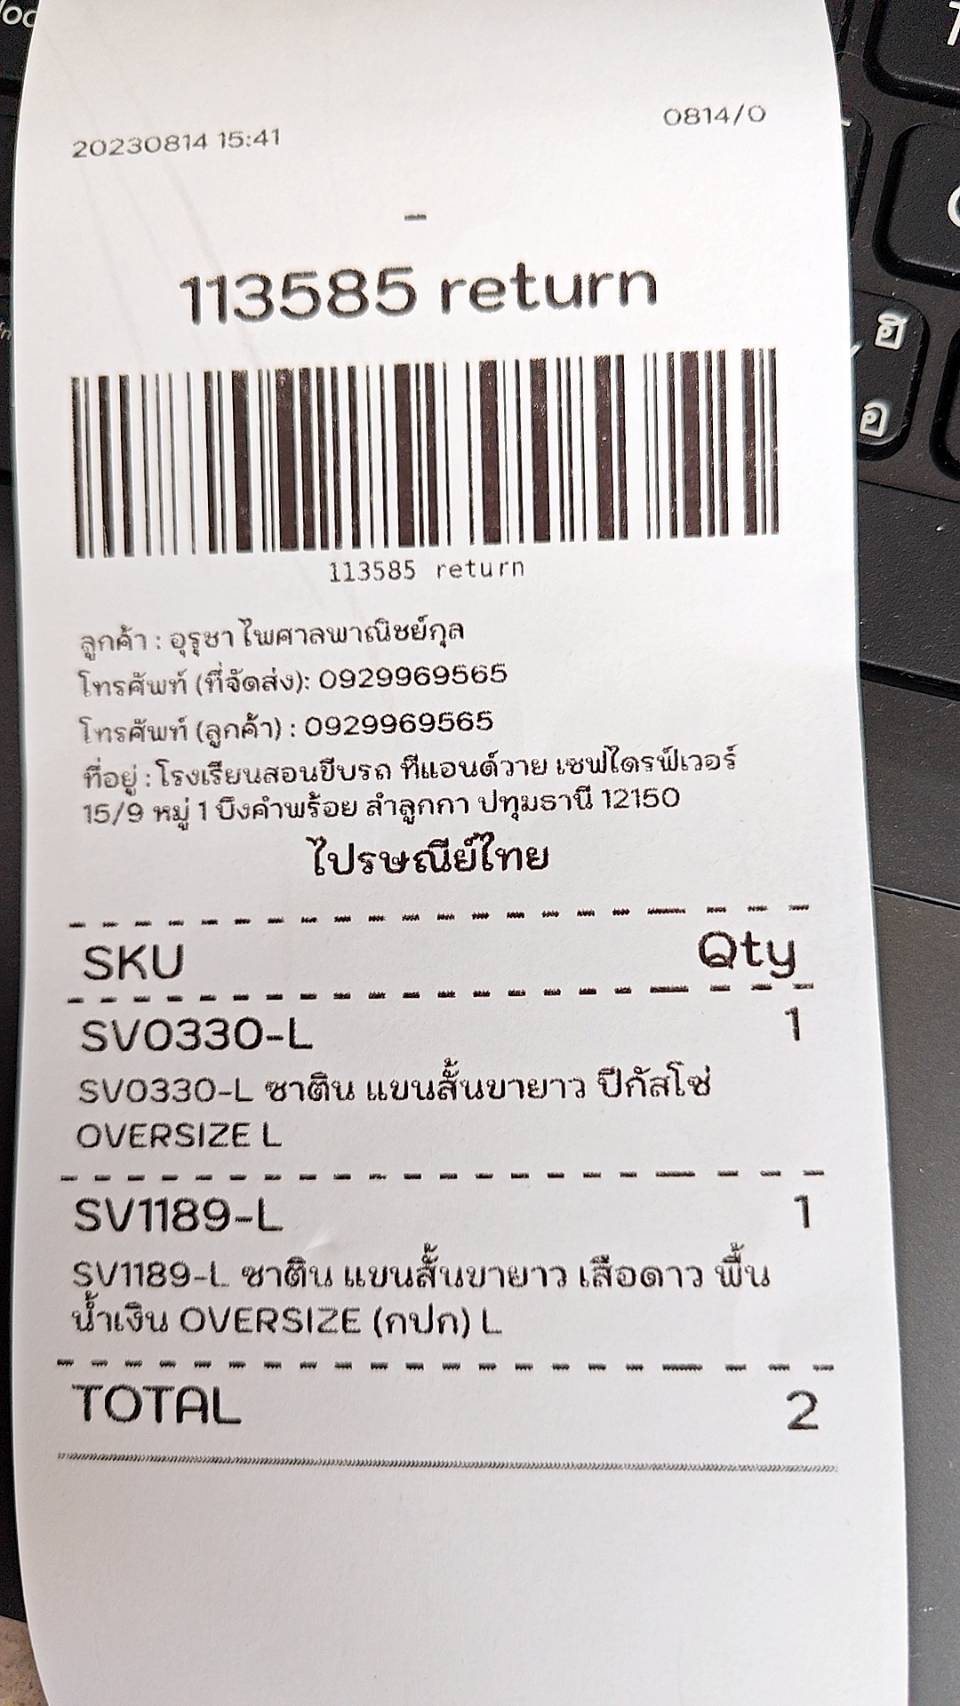 20230814 15:41
0814/0
-
113585 return
113585 return
ลูกค้า : อุรุชา ไพศาลพาณิชย์กุล
โทรศัพท์ (ที่จัดส่ง): 0929969565
โทรศัพท์ (ลูกค้า) : 0929969565
ที่อยู่ : โรงเรียนสอนขับรถ ทีแอนด์วาย เซฟไดรฟ์เวอร์
15/9 หมู่ 1 บึงคำพร้อย ลำลูกกา ปทุมธานี 12150
ไปรษณีย์ไทย
SKU Qty
SV0330-L 1
SV0330-L ซาติน แขนสั้นขายาว ปีกัสโซ่
OVERSIZE L
SV1189-L 1
SV1189-L ซาติน แขนสั้นขายาว เสือดาว พื้น
น้ำเงิน OVERSIZE (กปก) L
TOTAL 2
ฮ
อ